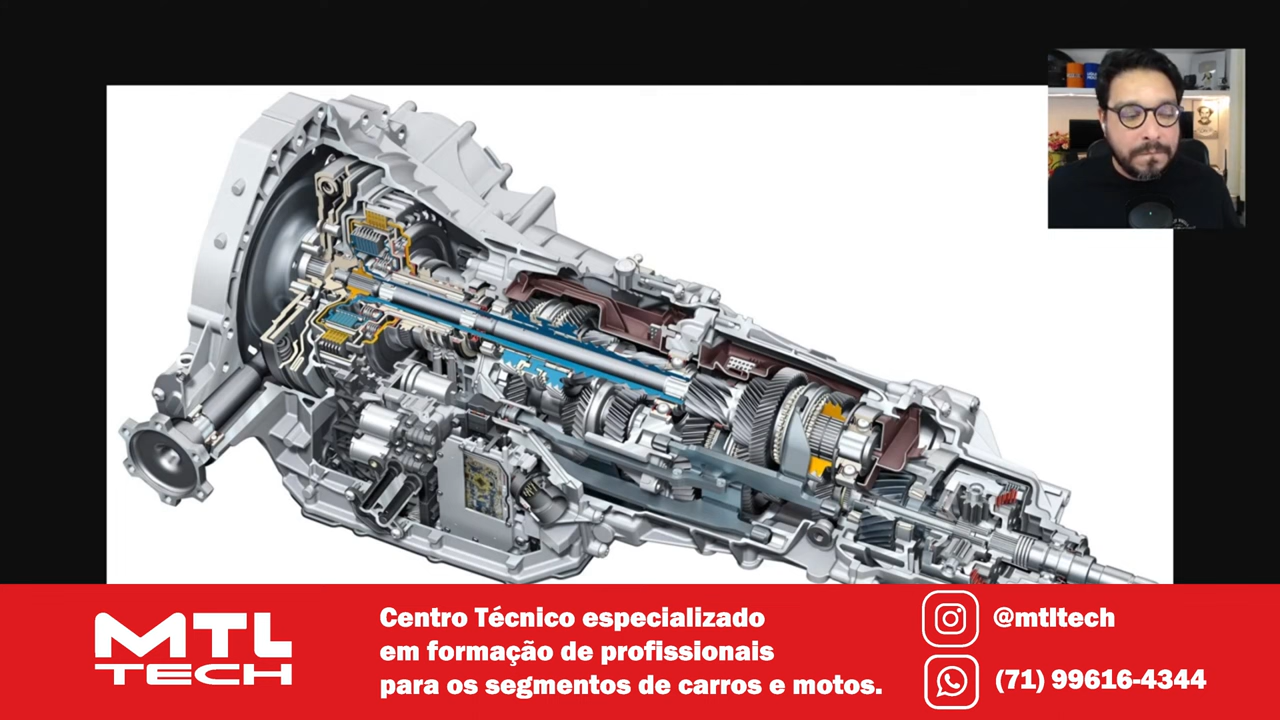 MTL
TECH
Centro Técnico especializado
em formação de profissionais
para os segmentos de carros e motos.
@mtltech
(71) 99616-4344